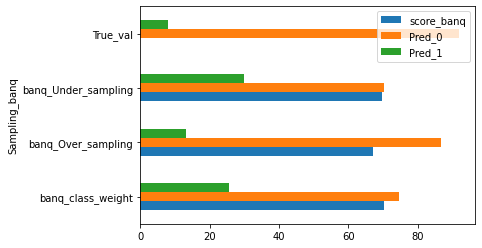 score_banq
Pred_0
Pred_1
True_val
banq_Under_sampling
banq_Over_sampling
banq_class_weight
Sampling_banq
0 20 40 60 80